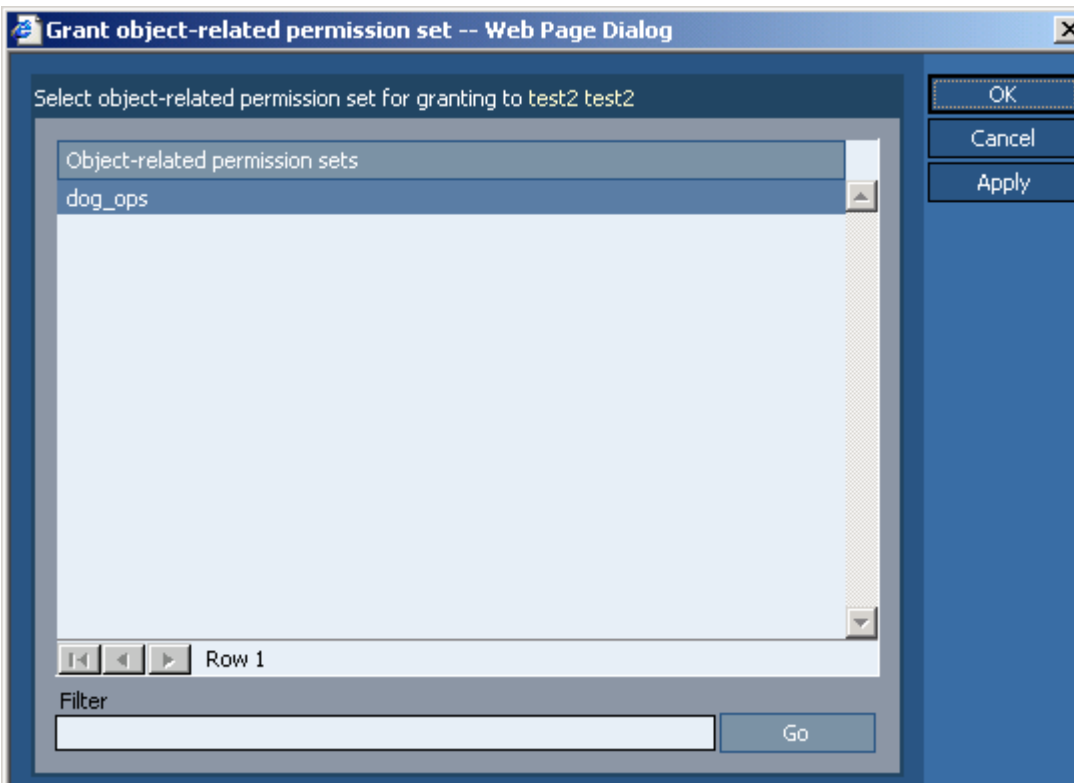 Grant object-related permission set -- Web Page Dialog
Select object-related permission set for granting to test2 test2
OK
Cancel
Apply
Object-related permission sets
dog_ops
Row 1
Filter
Go